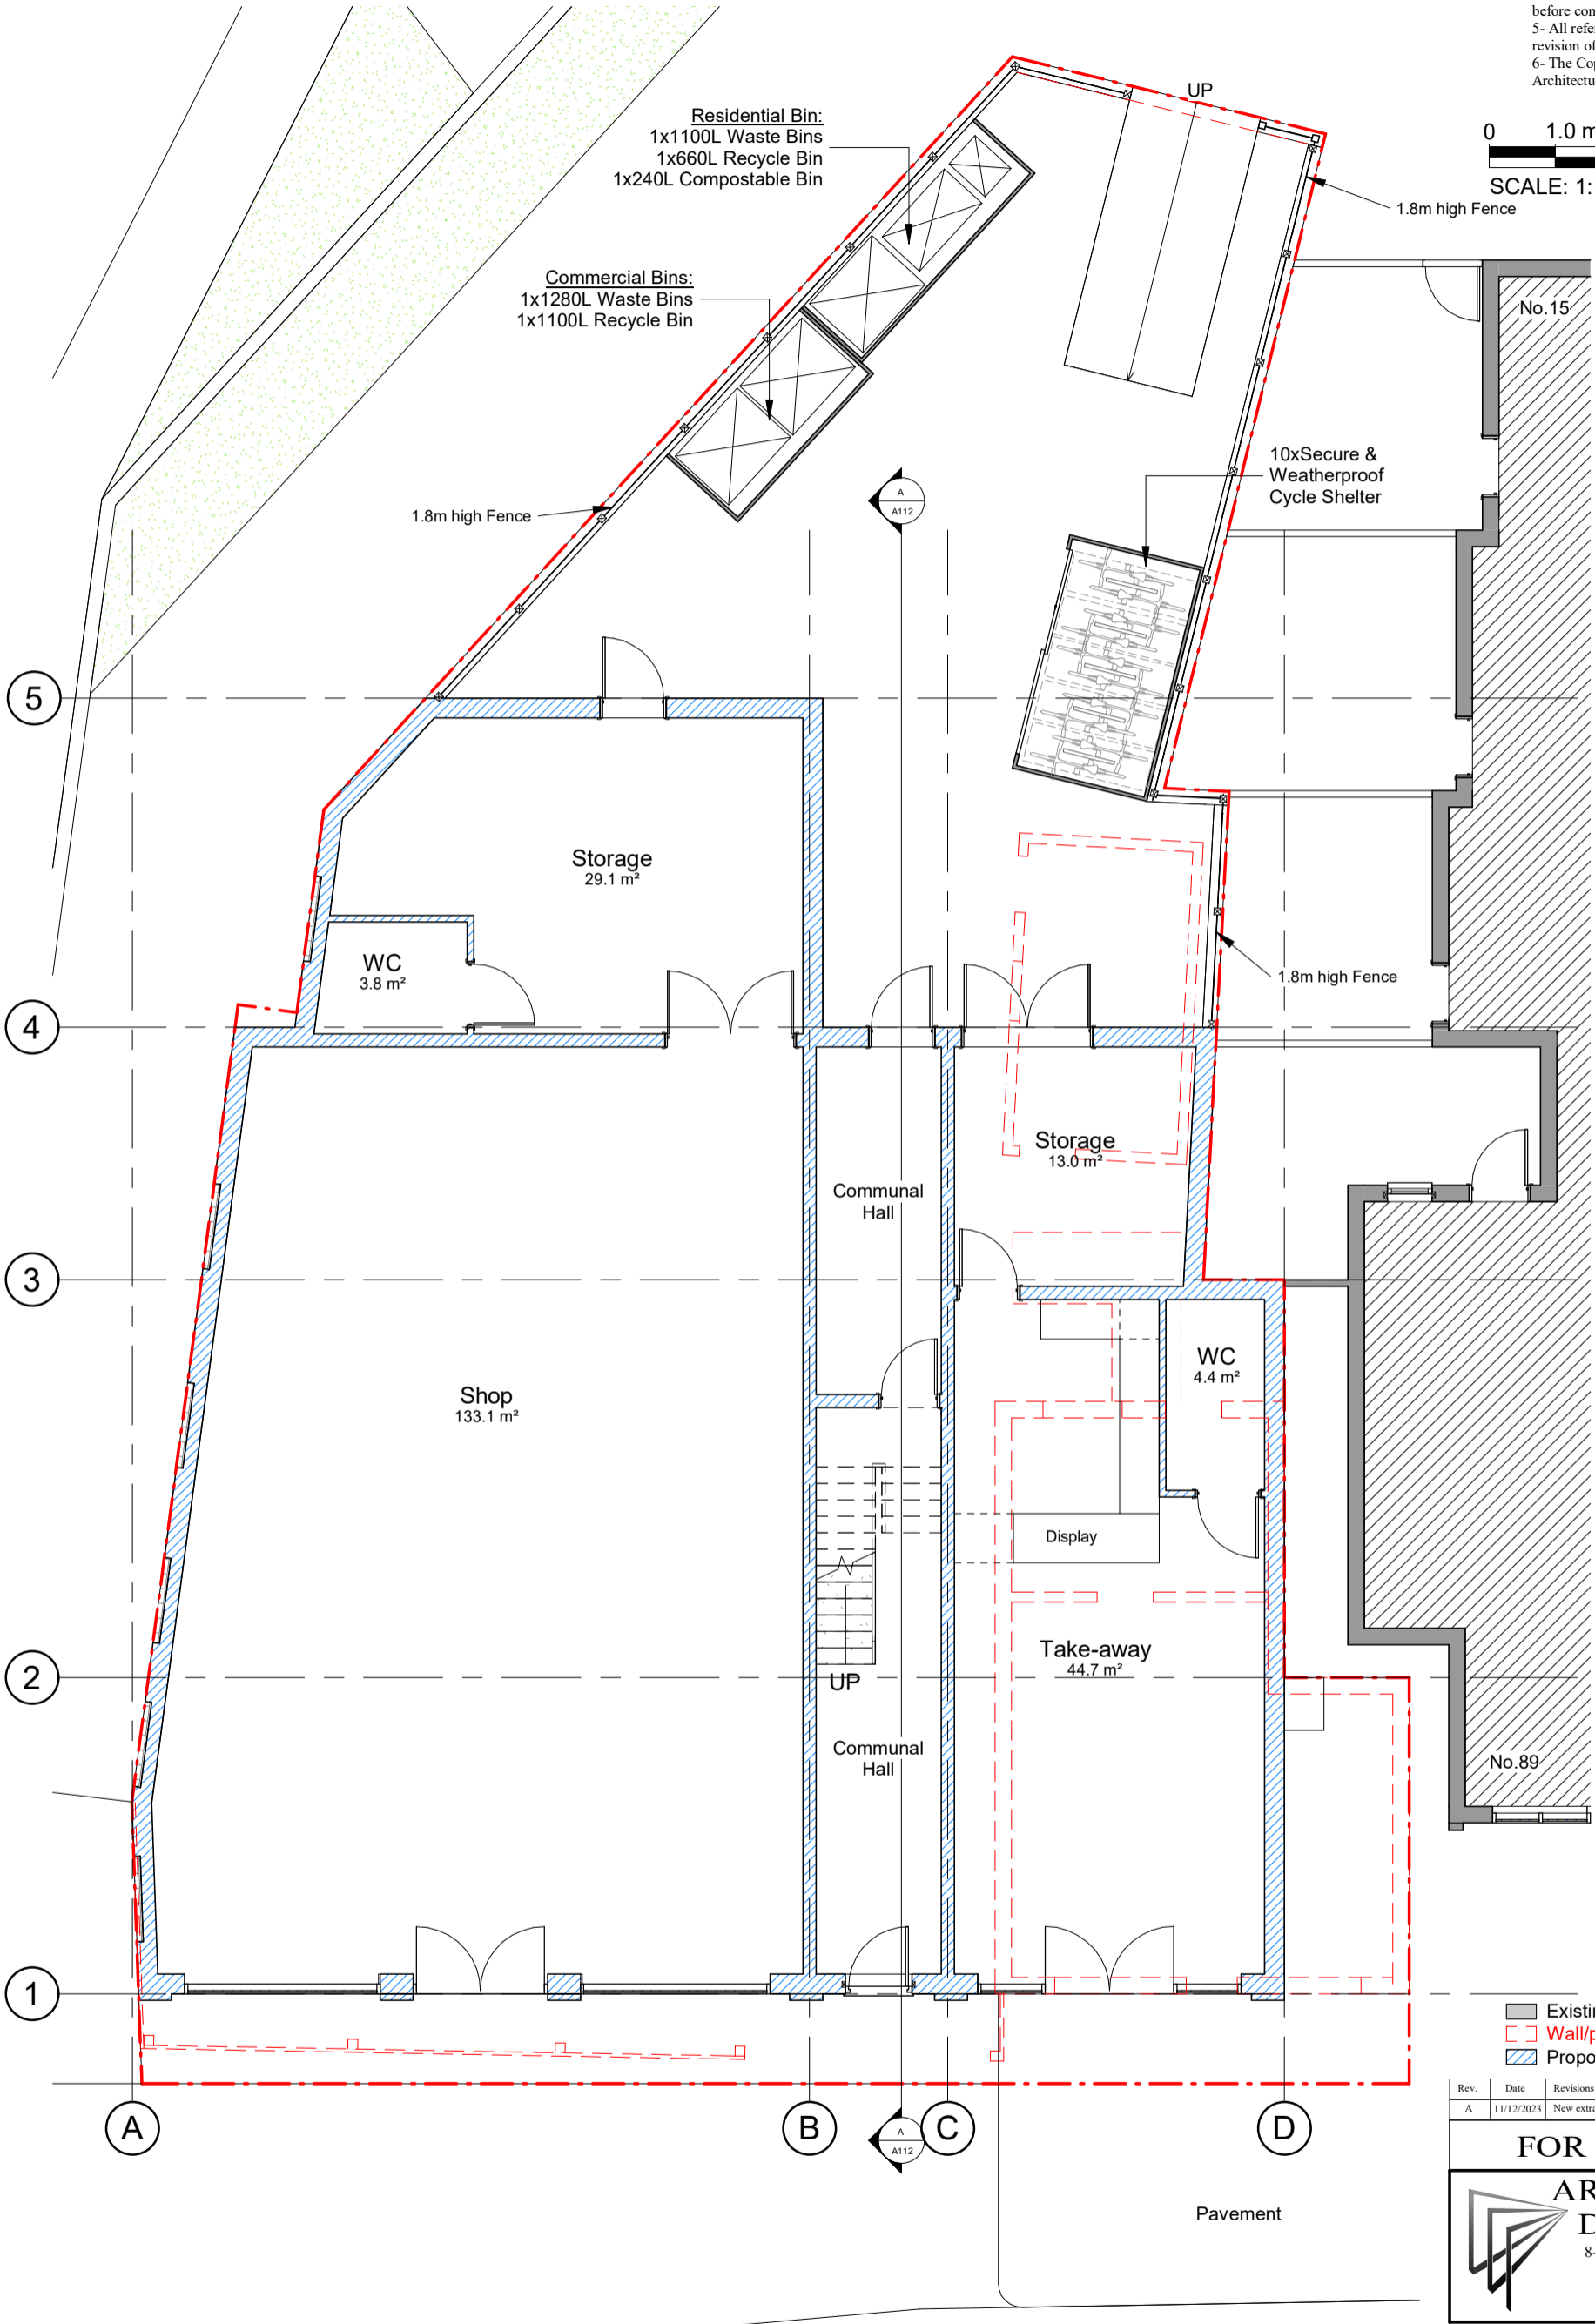 before con
5- All refe
revision of
6- The Cop
Architectu
0 1.0 m
SCALE: 1:
UP
Residential Bin:
1x1100L Waste Bins
1x660L Recycle Bin
1x240L Compostable Bin
1.8m high Fence
Commercial Bins:
1x1280L Waste Bins
1x1100L Recycle Bin
No.15
10xSecure &
Weatherproof
Cycle Shelter
A
A112
1.8m high Fence
5
Storage
29.1 m²
WC
3.8 m²
1.8m high Fence
4
Storage
13.0 m²
Communal
Hall
3
WC
4.4 m²
Shop
133.1 m²
Display
Take-away
44.7 m²
2
UP
Communal
Hall
No.89
1
Existin
Wall/p
Propo
Rev. Date Revisions
A 11/12/2023 New extra
A
B
C
D
A
A112
FOR
AR
D
8-
Pavement